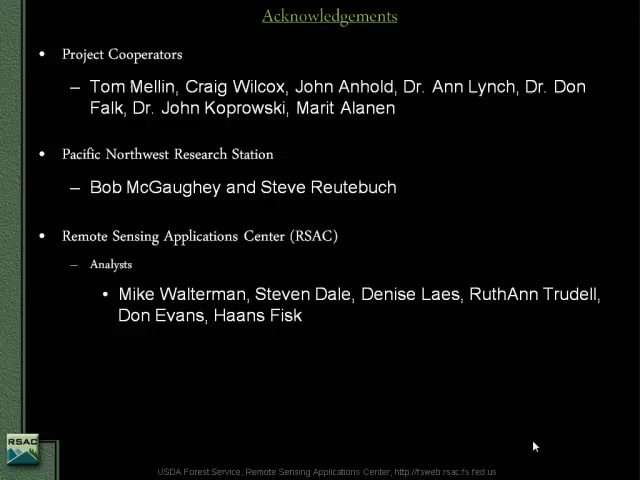 Acknowledgements
• Project Cooperators
– Tom Mellin, Craig Wilcox, John Anhold, Dr. Ann Lynch, Dr. Don
Falk, Dr. John Koprowski, Marit Alanen
• Pacific Northwest Research Station
– Bob McGaughey and Steve Reutebuch
• Remote Sensing Applications Center (RSAC)
– Analysts
• Mike Walterman, Steven Dale, Denise Laes, RuthAnn Trudell,
Don Evans, Haans Fisk
RSAC
USDA Forest Service, Remote Sensing Applications Center, http://fsweb.rsac.fs.fed.us